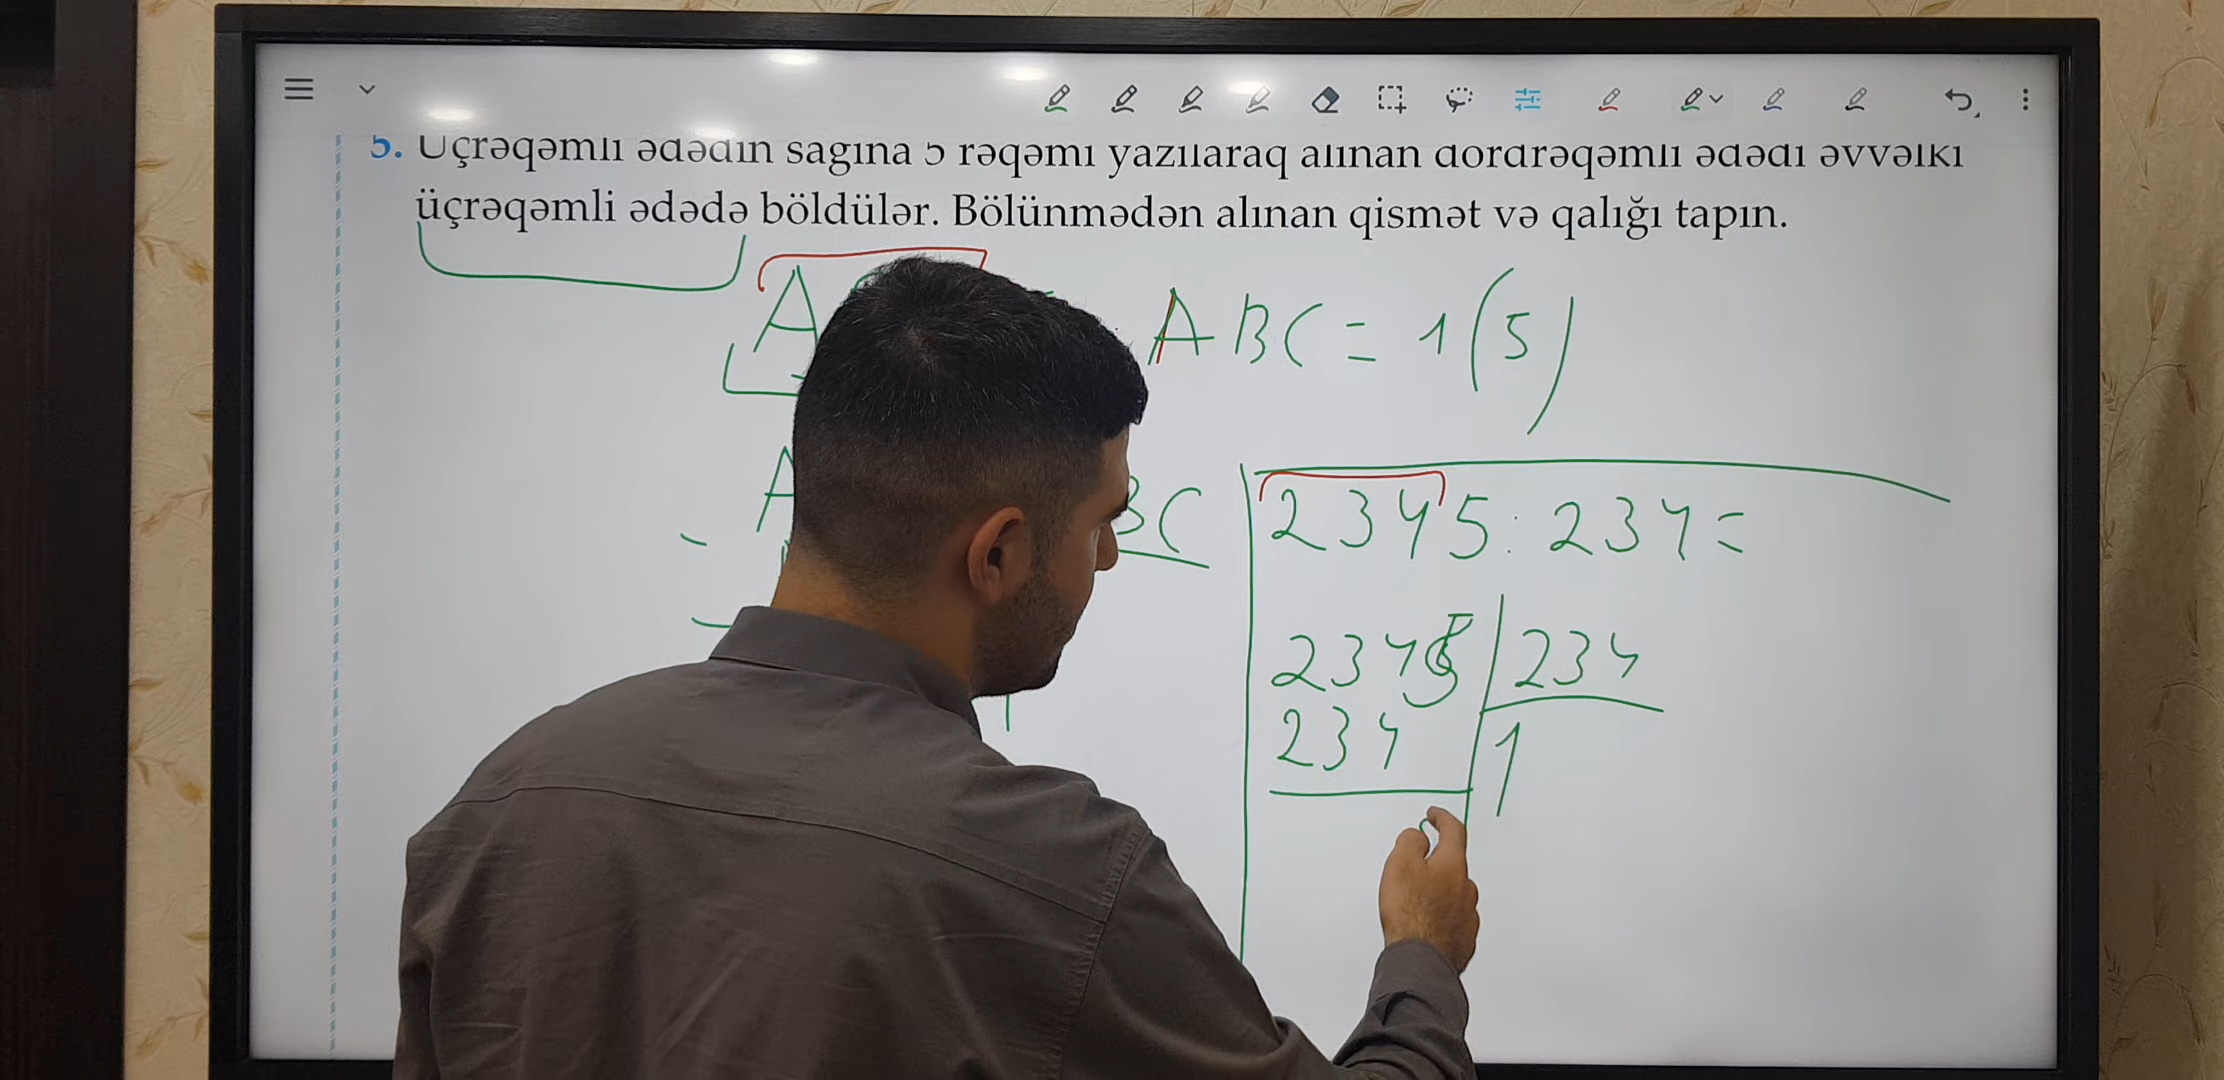 5. Üçrəqəmli ədədin sağına 5 rəqəmi yazılaraq alınan dördrəqəmli ədədi əvvəlki
üçrəqəmli ədədə böldülər. Bölünmədən alınan qismət və qalığı tapın.
A ABC = 1(5)
A BC
2345 : 234 =
2345 234
234 1